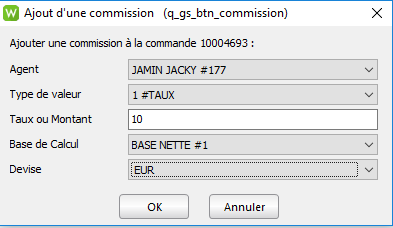 W Ajout d'une commission (q_gs_btn_commission)
Ajouter une commission à la commande 10004693 :
Agent JAMIN JACKY #177
Type de valeur 1 #TAUX
Taux ou Montant 10
Base de Calcul BASE NETTE #1
Devise EUR
OK Annuler